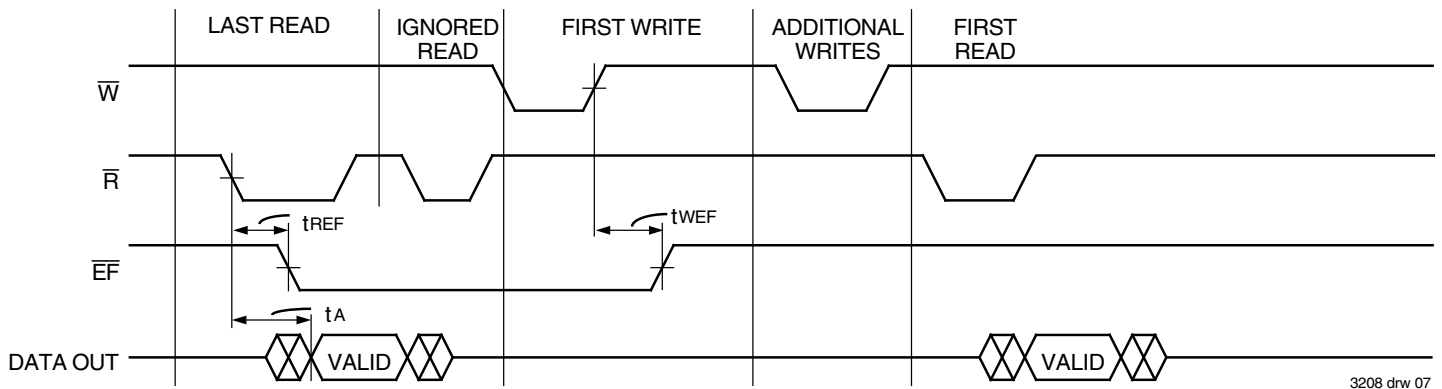 LAST READ
IGNORED
READ
FIRST WRITE
ADDITIONAL
WRITES
FIRST
READ
W̅
R̅
tREF
tWEF
E̅F̅
tA
DATA OUT
VALID
VALID
3208 drw 07